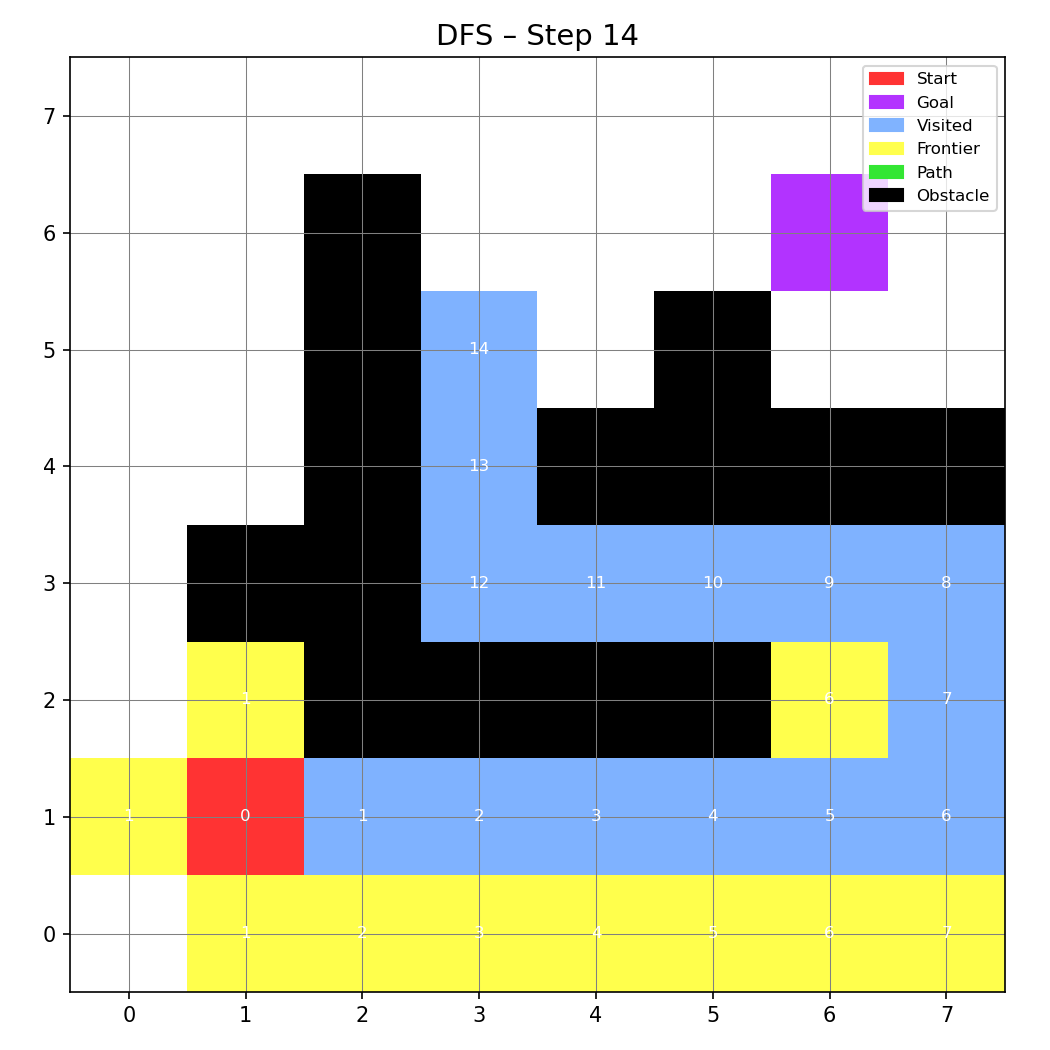 DFS – Step 14
Start
Goal
Visited
Frontier
Path
Obstacle
7
6
5 14
4 13
3 12 11 10 9 8
2 1 6 7
1 1 0 1 2 3 4 5 6
0 1 2 3 4 5 6 7
0 1 2 3 4 5 6 7